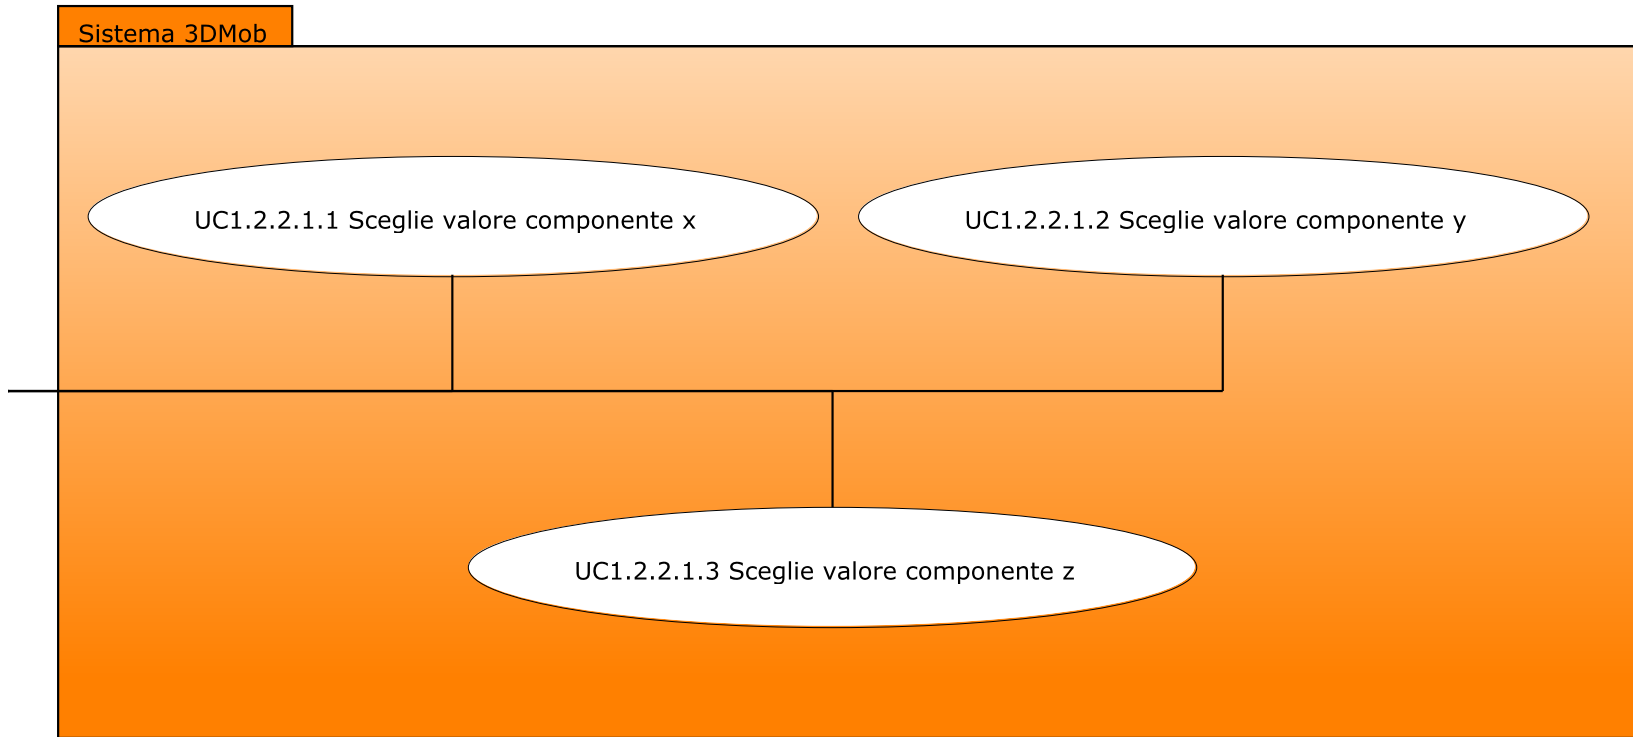 Sistema 3DMob
UC1.2.2.1.1 Sceglie valore componente x
UC1.2.2.1.2 Sceglie valore componente y
UC1.2.2.1.3 Sceglie valore componente z